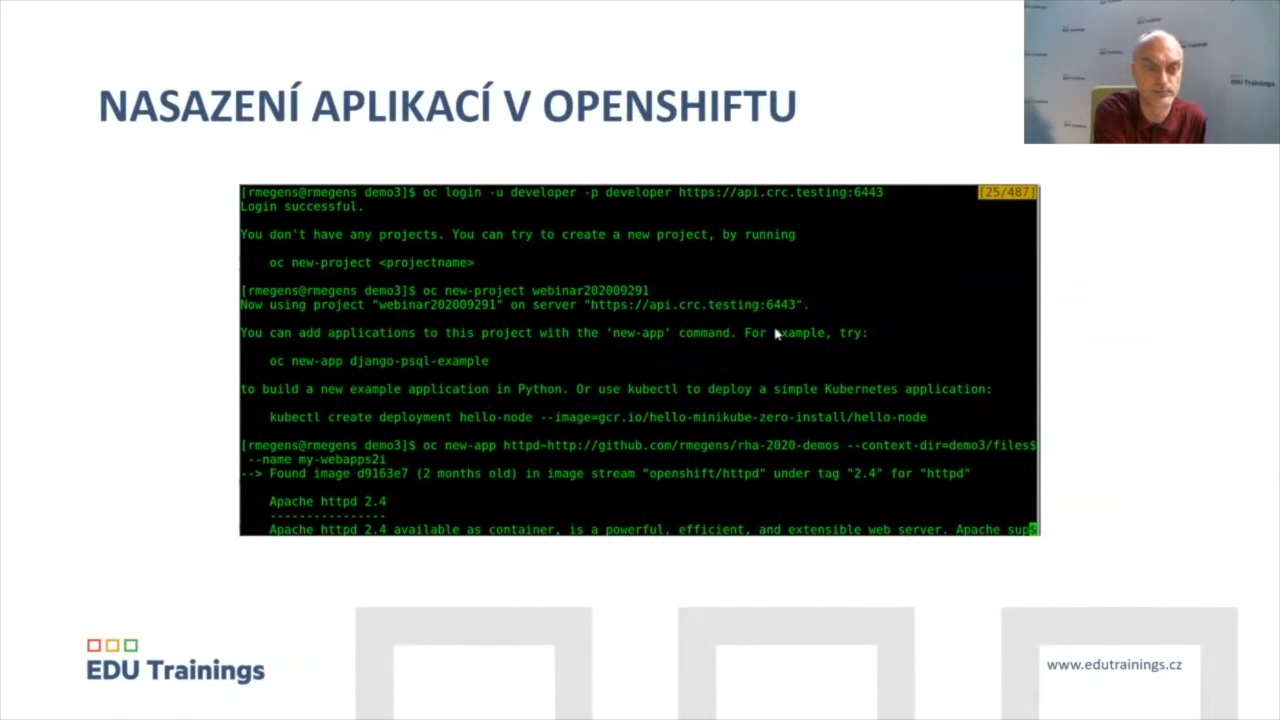 NASAZENÍ APLIKACÍ V OPENSHIFTU
EDU Trainings
[rmegens@rmegens demo3]$ oc login -u developer -p developer https://api.crc.testing:6443
[25/487]
Login successful.
You don't have any projects. You can try to create a new project, by running
oc new-project <projectname>
[rmegens@rmegens demo3]$ oc new-project webinar202009291
Now using project "webinar202009291" on server "https://api.crc.testing:6443".
You can add applications to this project with the 'new-app' command. For example, try:
oc new-app django-psql-example
to build a new example application in Python. Or use kubectl to deploy a simple Kubernetes application:
kubectl create deployment hello-node --image=gcr.io/hello-minikube-zero-install/hello-node
[rmegens@rmegens demo3]$ oc new-app httpd~http://github.com/rmegens/rha-2020-demos --context-dir=demo3/files$
--name my-webapps2i
--> Found image d9163e7 (2 months old) in image stream "openshift/httpd" under tag "2.4" for "httpd"
Apache httpd 2.4
----------------
Apache httpd 2.4 available as container, is a powerful, efficient, and extensible web server. Apache sup$
EDU Trainings
www.edutrainings.cz